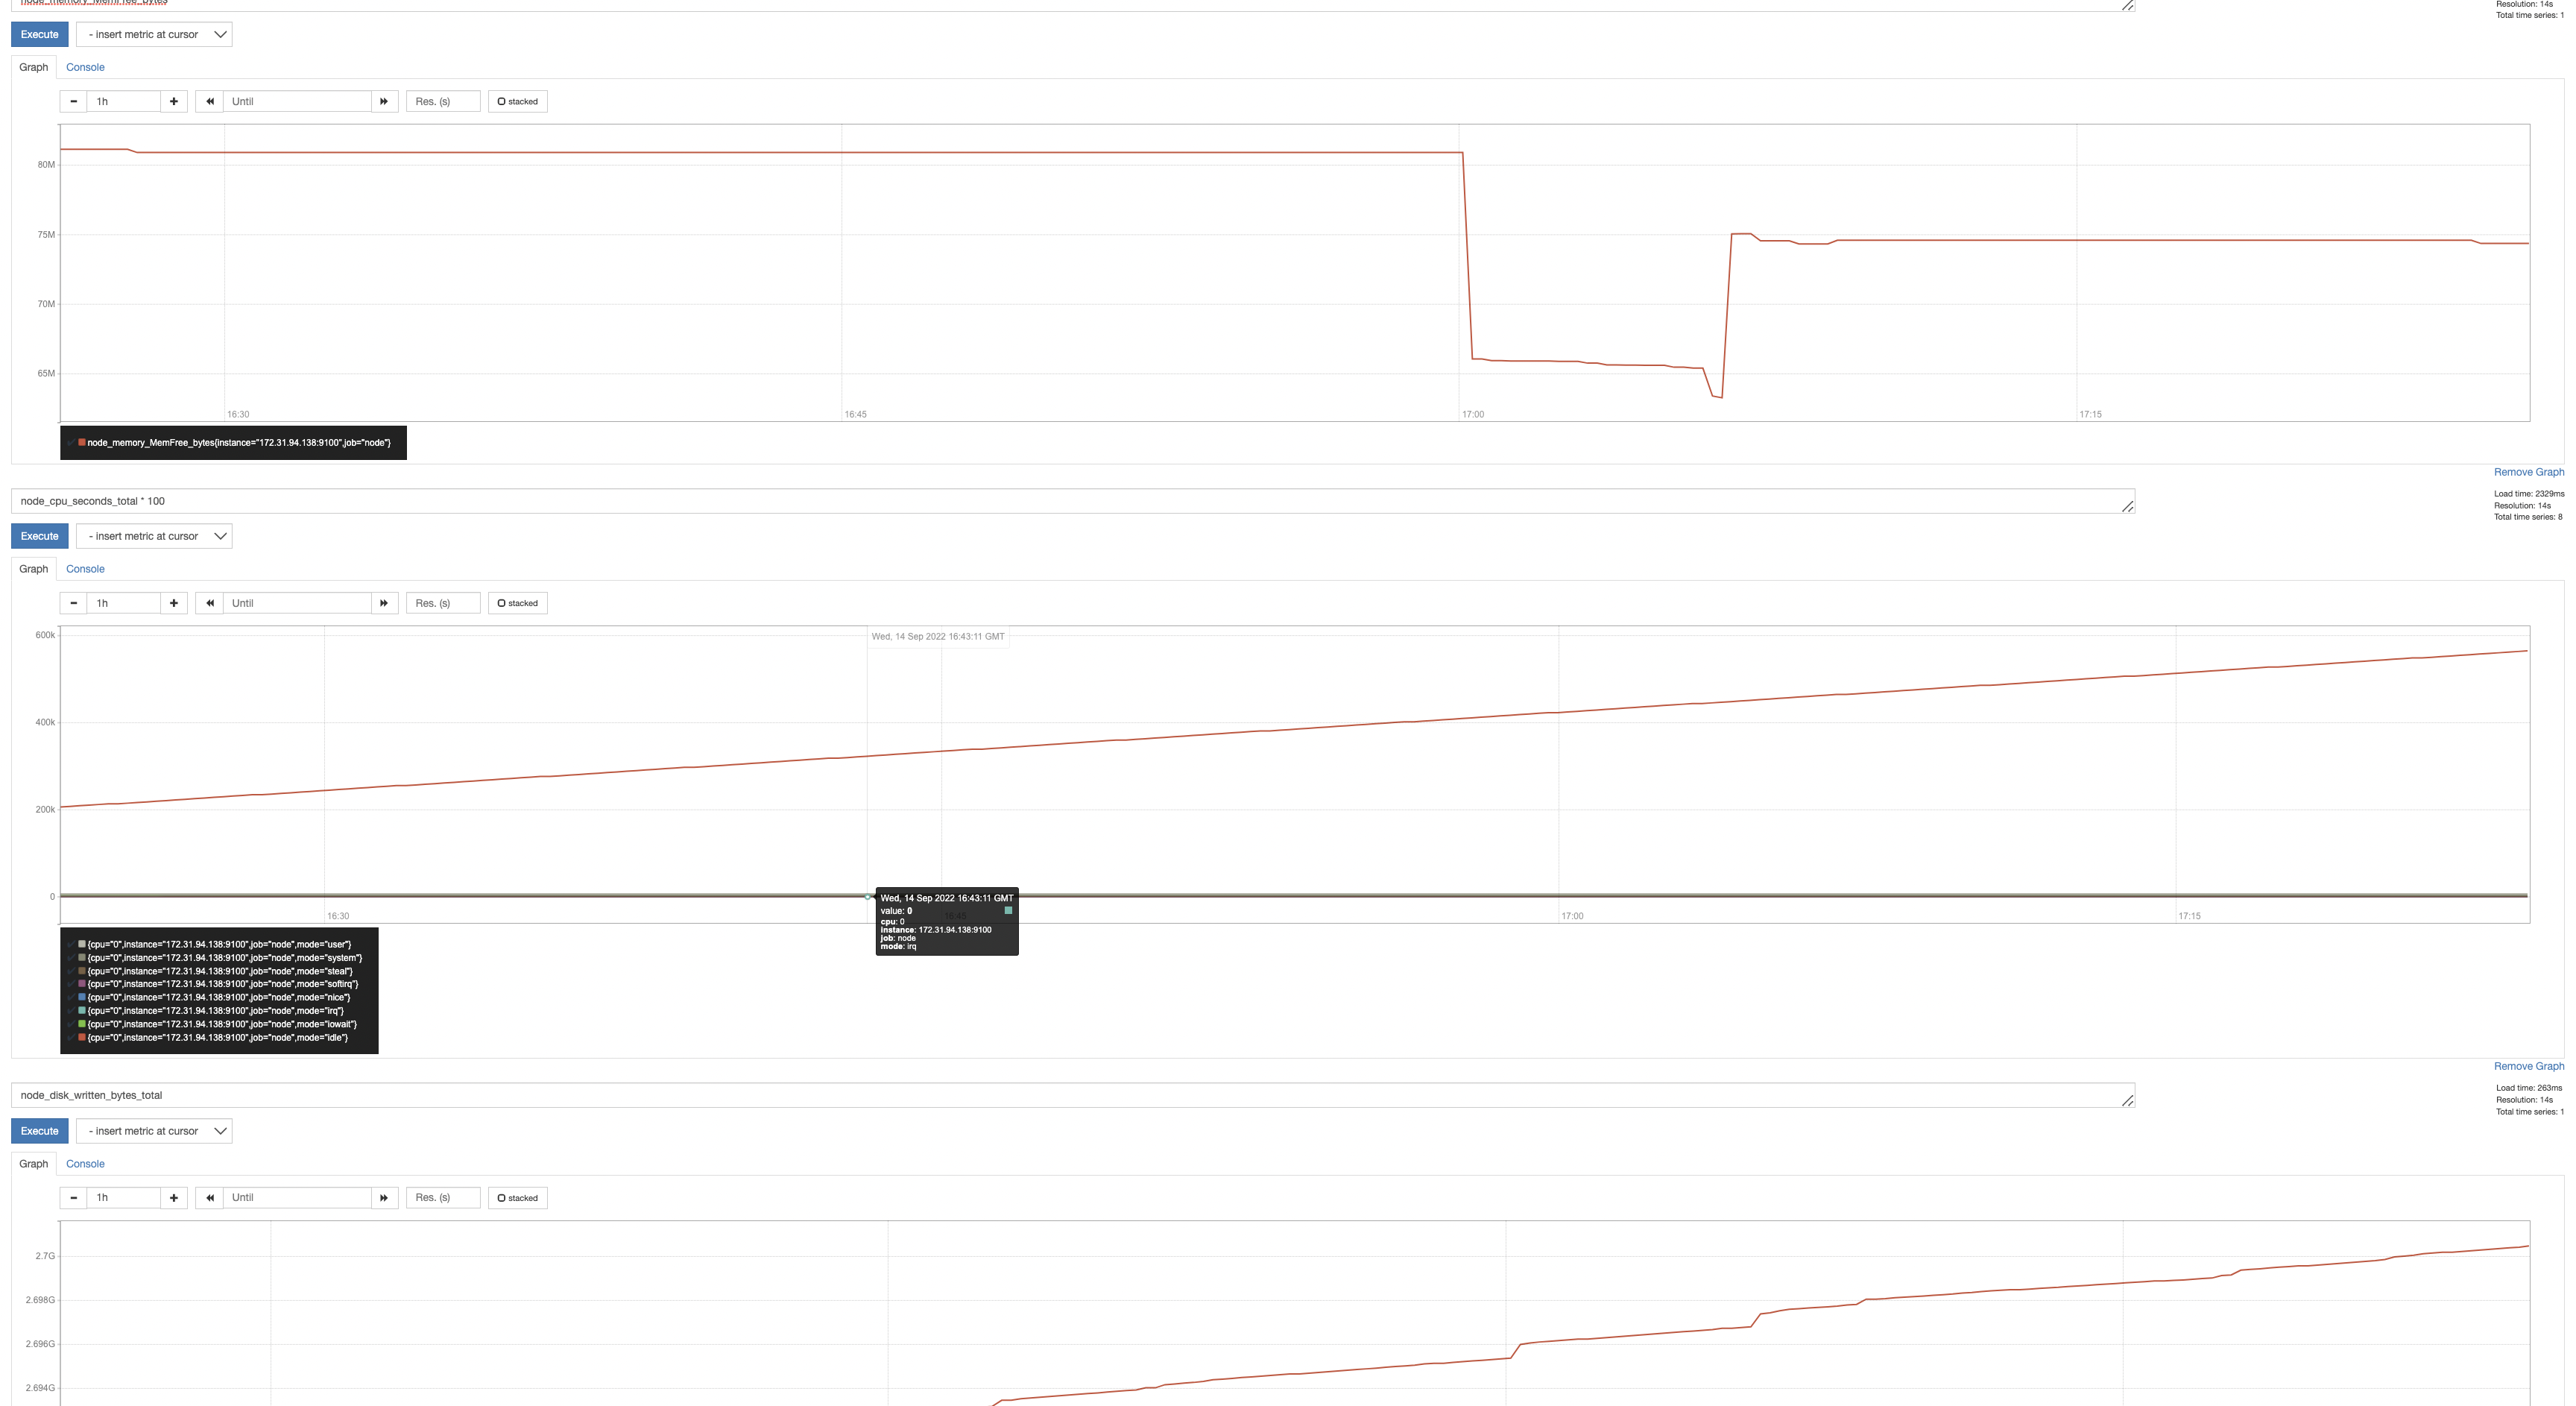 node_memory_MemFree_bytes
Resolution: 14s
Total time series: 1
Execute
- insert metric at cursor
Graph Console
1h Until Res. (s) stacked
80M
75M
70M
65M
16:30 16:45 17:00 17:15
node_memory_MemFree_bytes{instance="172.31.94.138:9100",job="node"}
Remove Graph
node_cpu_seconds_total * 100
Load time: 2329ms
Resolution: 14s
Total time series: 8
Execute
- insert metric at cursor
Graph Console
1h Until Res. (s) stacked
600k
Wed, 14 Sep 2022 16:43:11 GMT
400k
200k
0
Wed, 14 Sep 2022 16:43:11 GMT
value: 0
cpu: 0
instance: 172.31.94.138:9100
job: node
mode: irq
16:30 16:45 17:00 17:15
{cpu="0",instance="172.31.94.138:9100",job="node",mode="user"}
{cpu="0",instance="172.31.94.138:9100",job="node",mode="system"}
{cpu="0",instance="172.31.94.138:9100",job="node",mode="steal"}
{cpu="0",instance="172.31.94.138:9100",job="node",mode="softirq"}
{cpu="0",instance="172.31.94.138:9100",job="node",mode="nice"}
{cpu="0",instance="172.31.94.138:9100",job="node",mode="irq"}
{cpu="0",instance="172.31.94.138:9100",job="node",mode="iowait"}
{cpu="0",instance="172.31.94.138:9100",job="node",mode="idle"}
Remove Graph
node_disk_written_bytes_total
Load time: 263ms
Resolution: 14s
Total time series: 1
Execute
- insert metric at cursor
Graph Console
1h Until Res. (s) stacked
2.7G
2.698G
2.696G
2.694G